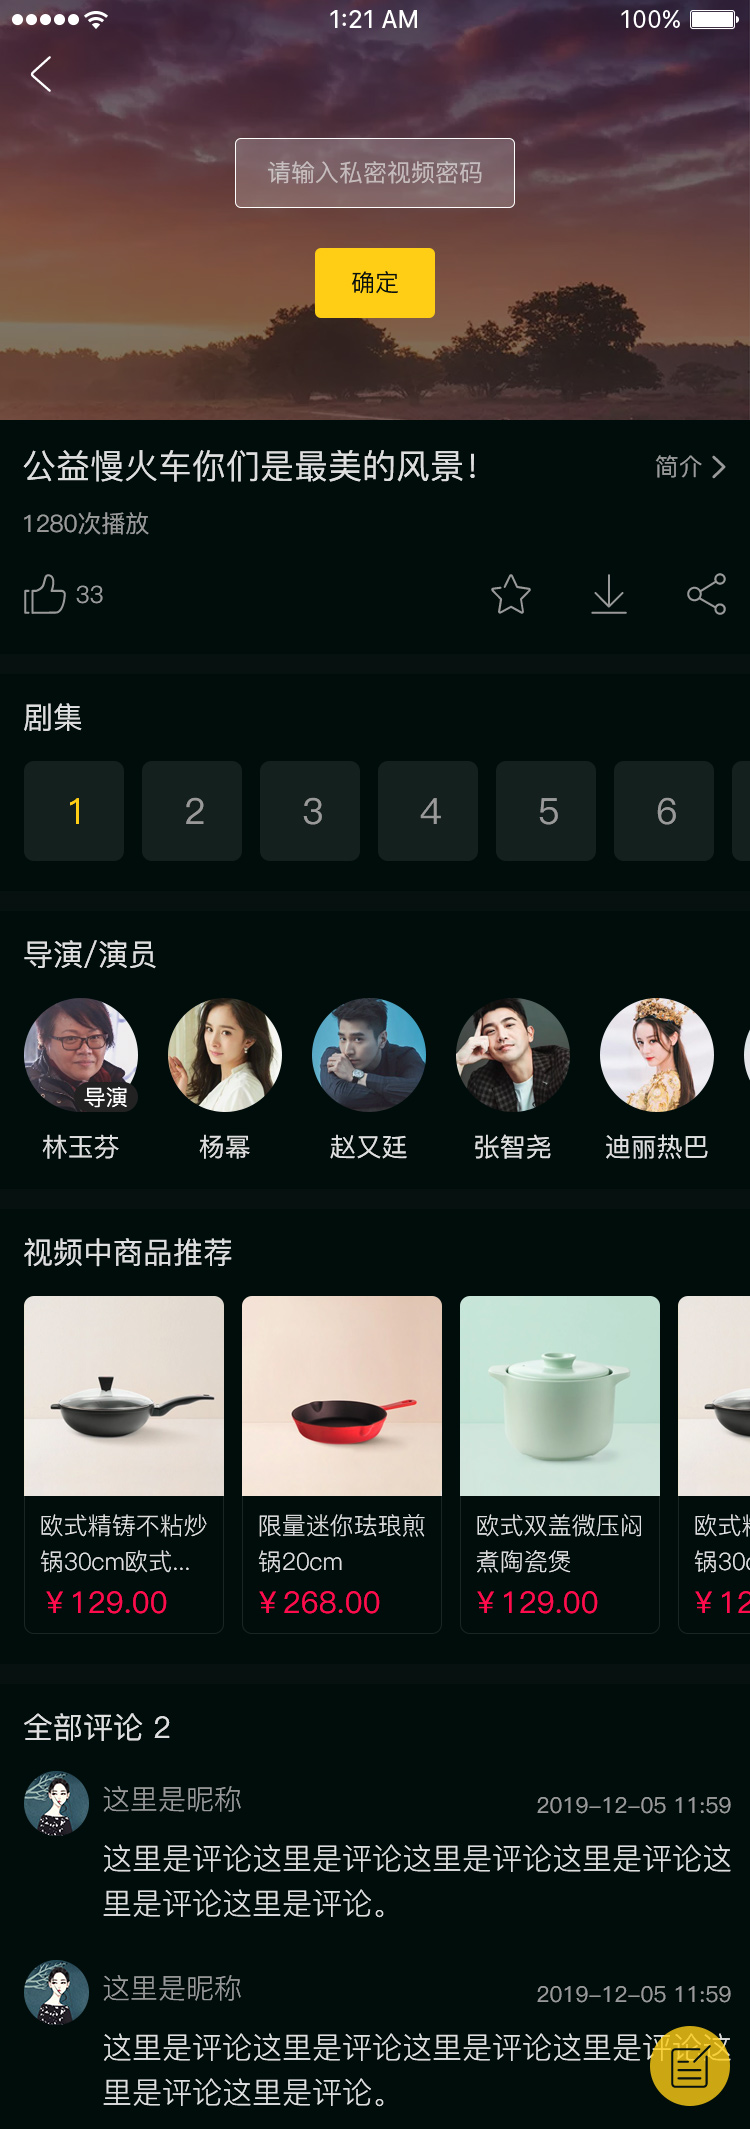 1:21 AM
100%
请输入私密视频密码
确定
公益慢火车你们是最美的风景!
简介
1280次播放
33
剧集
1 2 3 4 5 6
导演/演员
导演
林玉芬 杨幂 赵又廷 张智尧 迪丽热巴
视频中商品推荐
欧式精铸不粘炒
锅30cm欧式...
¥129.00
限量迷你珐琅煎
锅20cm
¥268.00
欧式双盖微压闷
煮陶瓷煲
¥129.00
欧式
锅30
¥12
全部评论 2
这里是昵称
2019-12-05 11:59
这里是评论这里是评论这里是评论这里是评论这
里是评论这里是评论。
这里是昵称
2019-12-05 11:59
这里是评论这里是评论这里是评论这里是评论这
里是评论这里是评论。